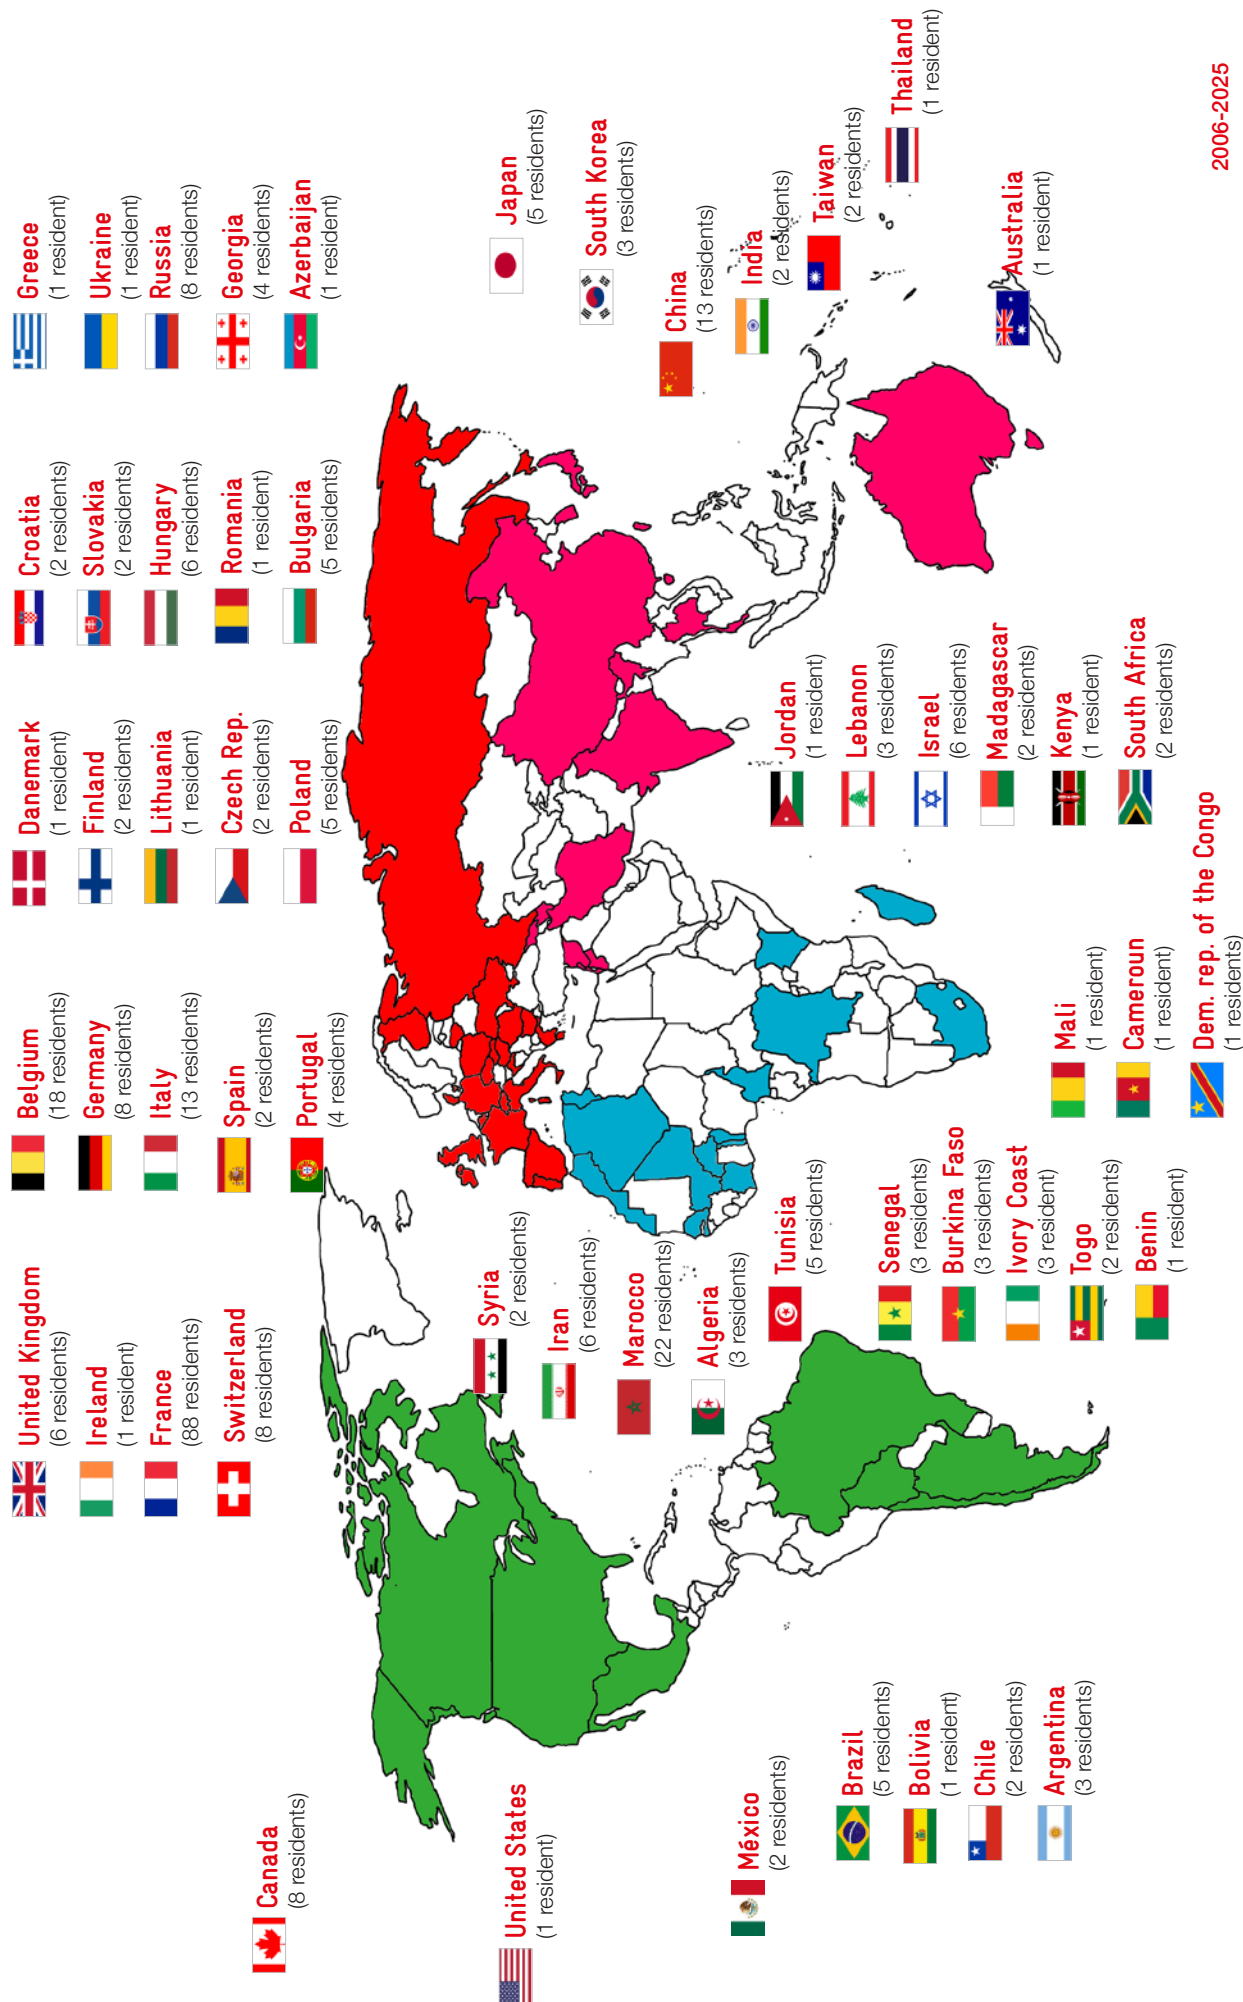 United Kingdom
(6 residents)
Ireland
(1 resident)
France
(88 residents)
Switzerland
(8 residents)
Belgium
(18 residents)
Germany
(8 residents)
Italy
(13 residents)
Spain
(2 residents)
Portugal
(4 residents)
Danemark
(1 resident)
Finland
(2 residents)
Lithuania
(1 resident)
Czech Rep.
(2 residents)
Poland
(5 residents)
Croatia
(2 residents)
Slovakia
(2 residents)
Hungary
(6 residents)
Romania
(1 resident)
Bulgaria
(5 residents)
Greece
(1 resident)
Ukraine
(1 resident)
Russia
(8 residents)
Georgia
(4 residents)
Azerbaijan
(1 resident)
Canada
(8 residents)
United States
(1 resident)
México
(2 residents)
Brazil
(5 residents)
Bolivia
(1 resident)
Chile
(2 residents)
Argentina
(3 residents)
Syria
(2 residents)
Iran
(6 residents)
Marocco
(22 residents)
Algeria
(3 residents)
Tunisia
(5 residents)
Senegal
(3 residents)
Burkina Faso
(3 residents)
Ivory Coast
(3 resident)
Togo
(2 residents)
Benin
(1 resident)
Mali
(1 resident)
Cameroun
(1 resident)
Dem. rep. of the Congo
(1 residents)
Jordan
(1 resident)
Lebanon
(3 residents)
Israel
(6 residents)
Madagascar
(2 residents)
Kenya
(1 resident)
South Africa
(2 residents)
Japan
(5 residents)
South Korea
(3 residents)
China
(13 residents)
India
(2 residents)
Taiwan
(2 residents)
Thailand
(1 resident)
Australia
(1 resident)
2006-2025